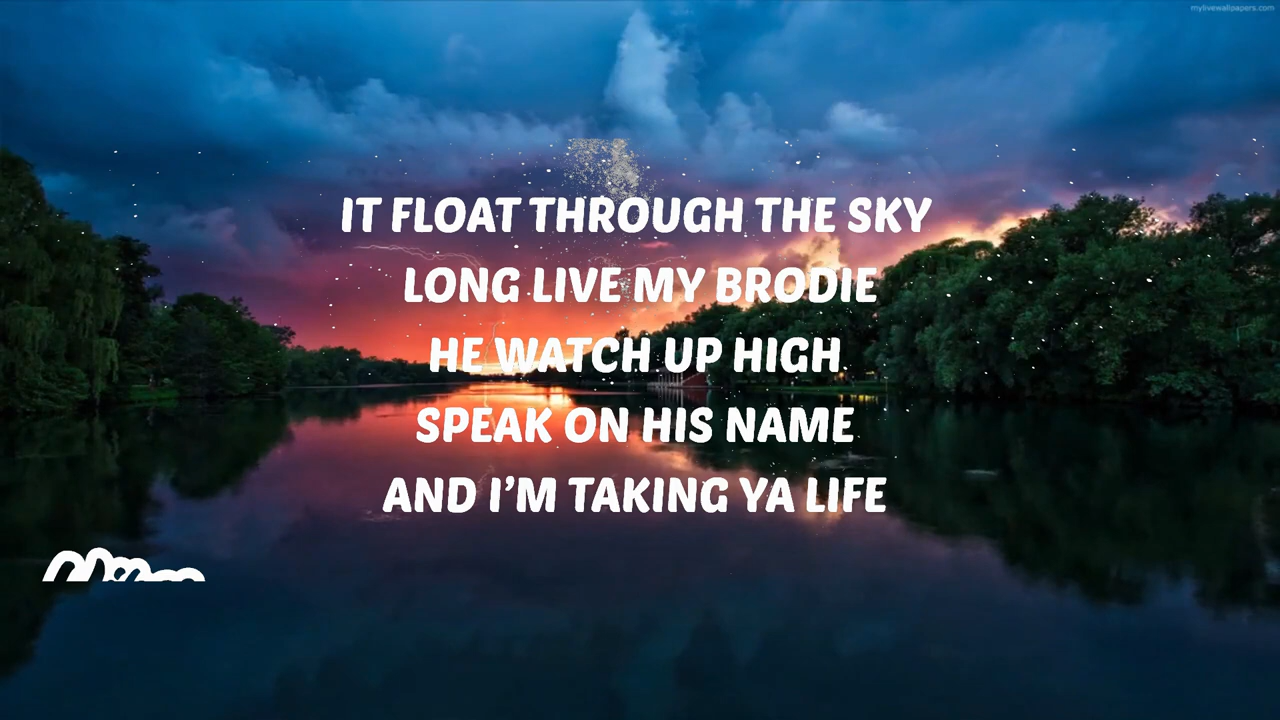 mylivewallpapers.com
IT FLOAT THROUGH THE SKY
LONG LIVE MY BRODIE
HE WATCH UP HIGH
SPEAK ON HIS NAME
AND I'M TAKING YA LIFE